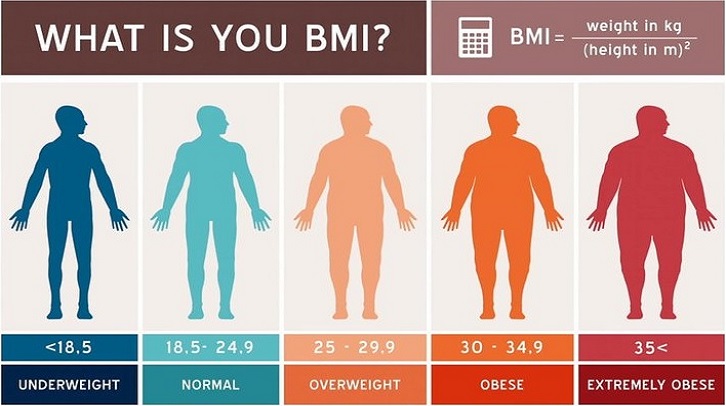 WHAT IS YOU BMI?
BMI = weight in kg
(height in m)²
<18,5
18,5- 24,9
25 - 29,9
30 - 34,9
35<
UNDERWEIGHT
NORMAL
OVERWEIGHT
OBESE
EXTREMELY OBESE